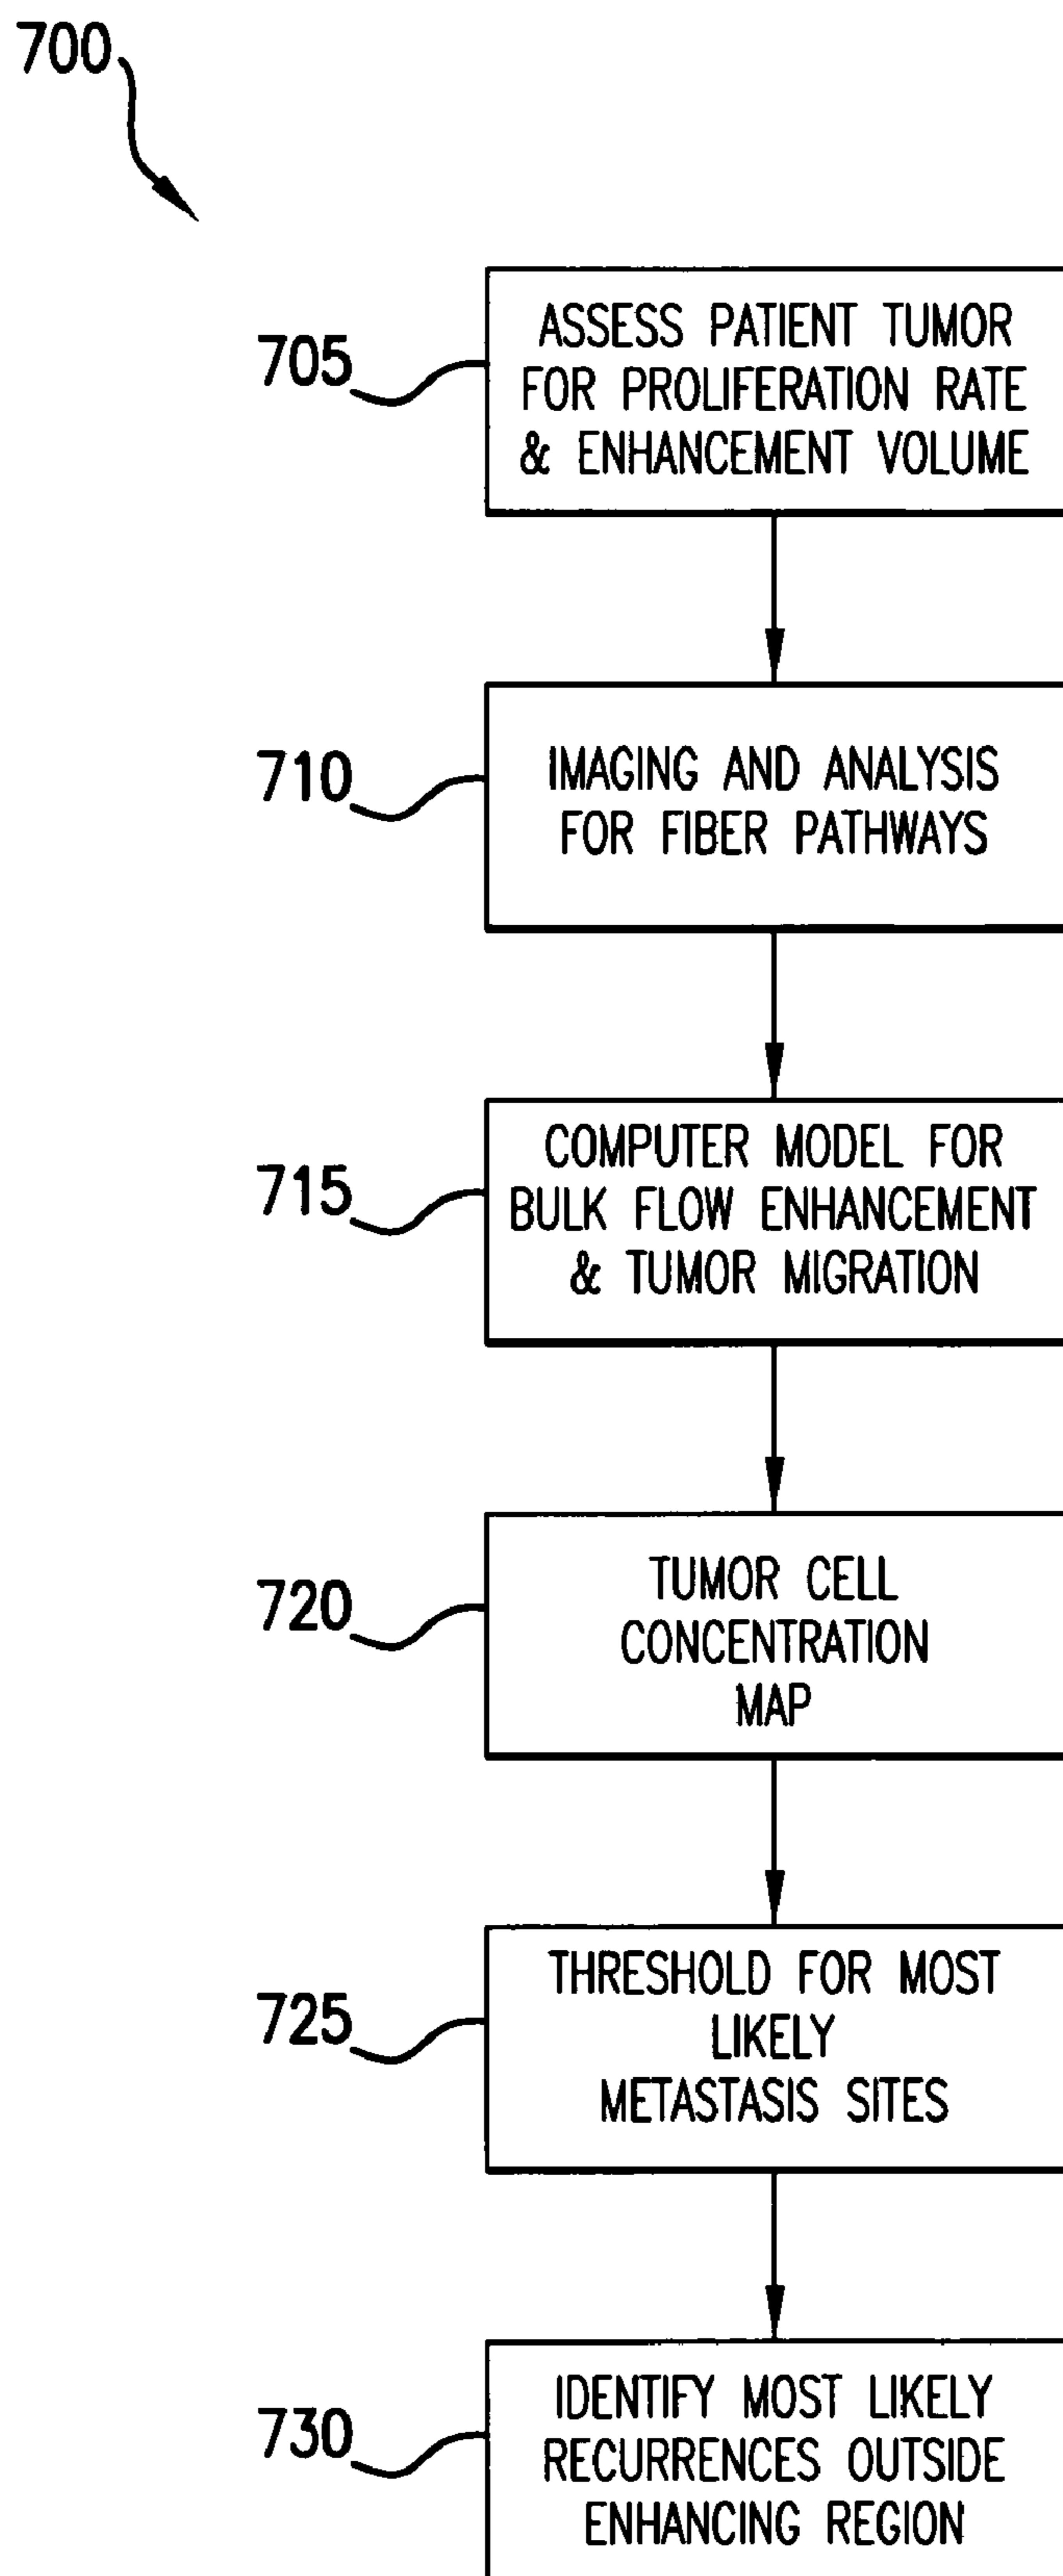 700
705
ASSESS PATIENT TUMOR
FOR PROLIFERATION RATE
& ENHANCEMENT VOLUME
710
IMAGING AND ANALYSIS
FOR FIBER PATHWAYS
715
COMPUTER MODEL FOR
BULK FLOW ENHANCEMENT
& TUMOR MIGRATION
720
TUMOR CELL
CONCENTRATION
MAP
725
THRESHOLD FOR MOST
LIKELY
METASTASIS SITES
730
IDENTIFY MOST LIKELY
RECURRENCES OUTSIDE
ENHANCING REGION